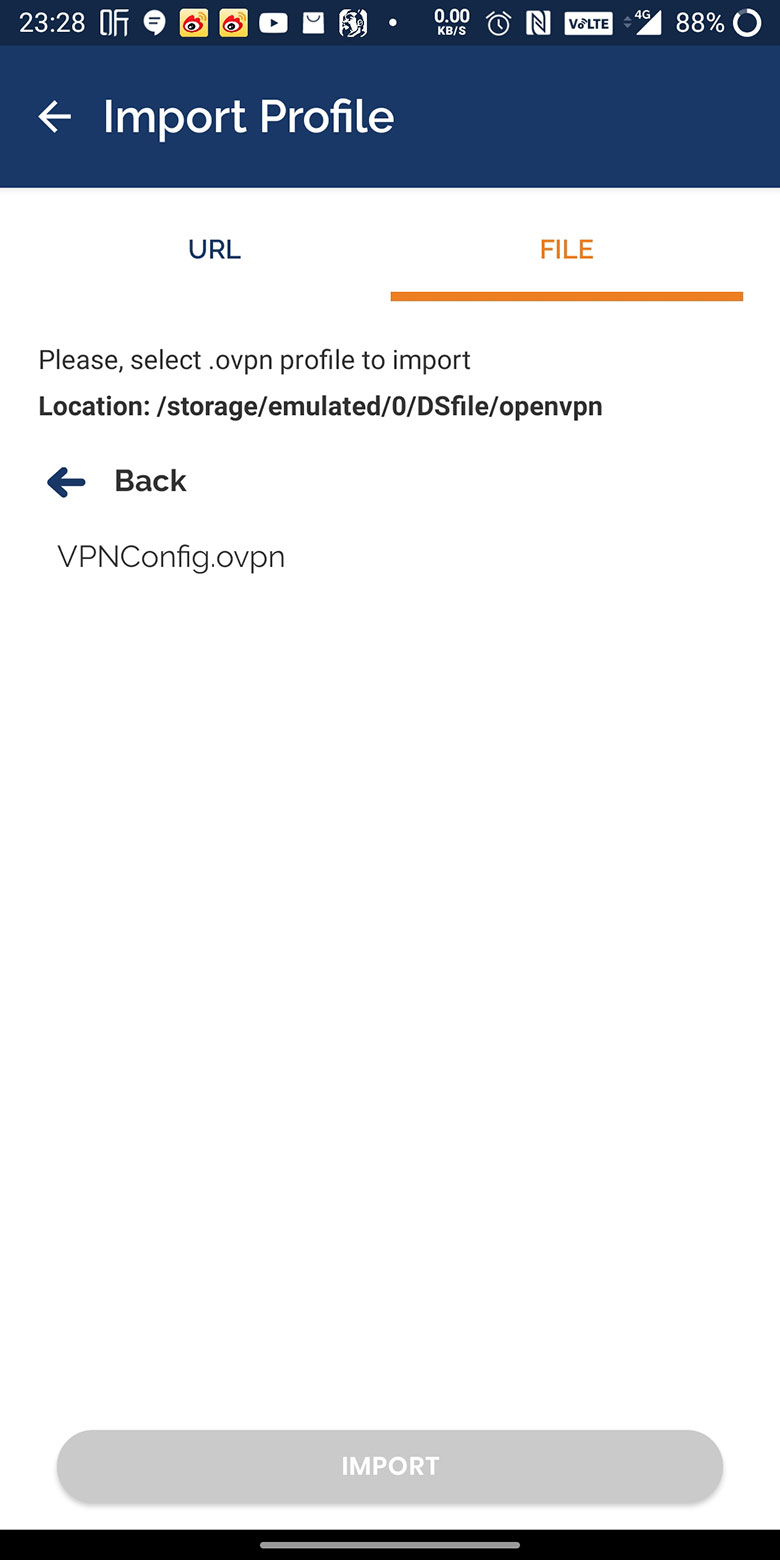 23:28 听 0.00 KB/S VoLTE 4G 88%
Import Profile
URL FILE
Please, select .ovpn profile to import
Location: /storage/emulated/0/DSfile/openvpn
Back
VPNConfig.ovpn
IMPORT